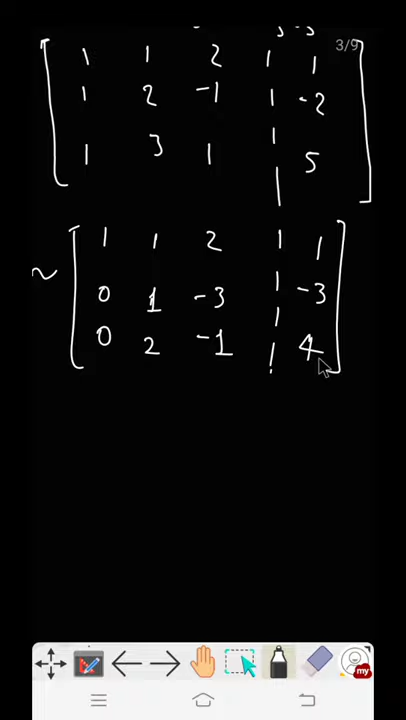 3/9
1 1 2 | 1
1 2 -1 | -2
1 3 1 | 5
~ 1 1 2 | 1
0 1 -3 | -3
0 2 -1 | 4
my